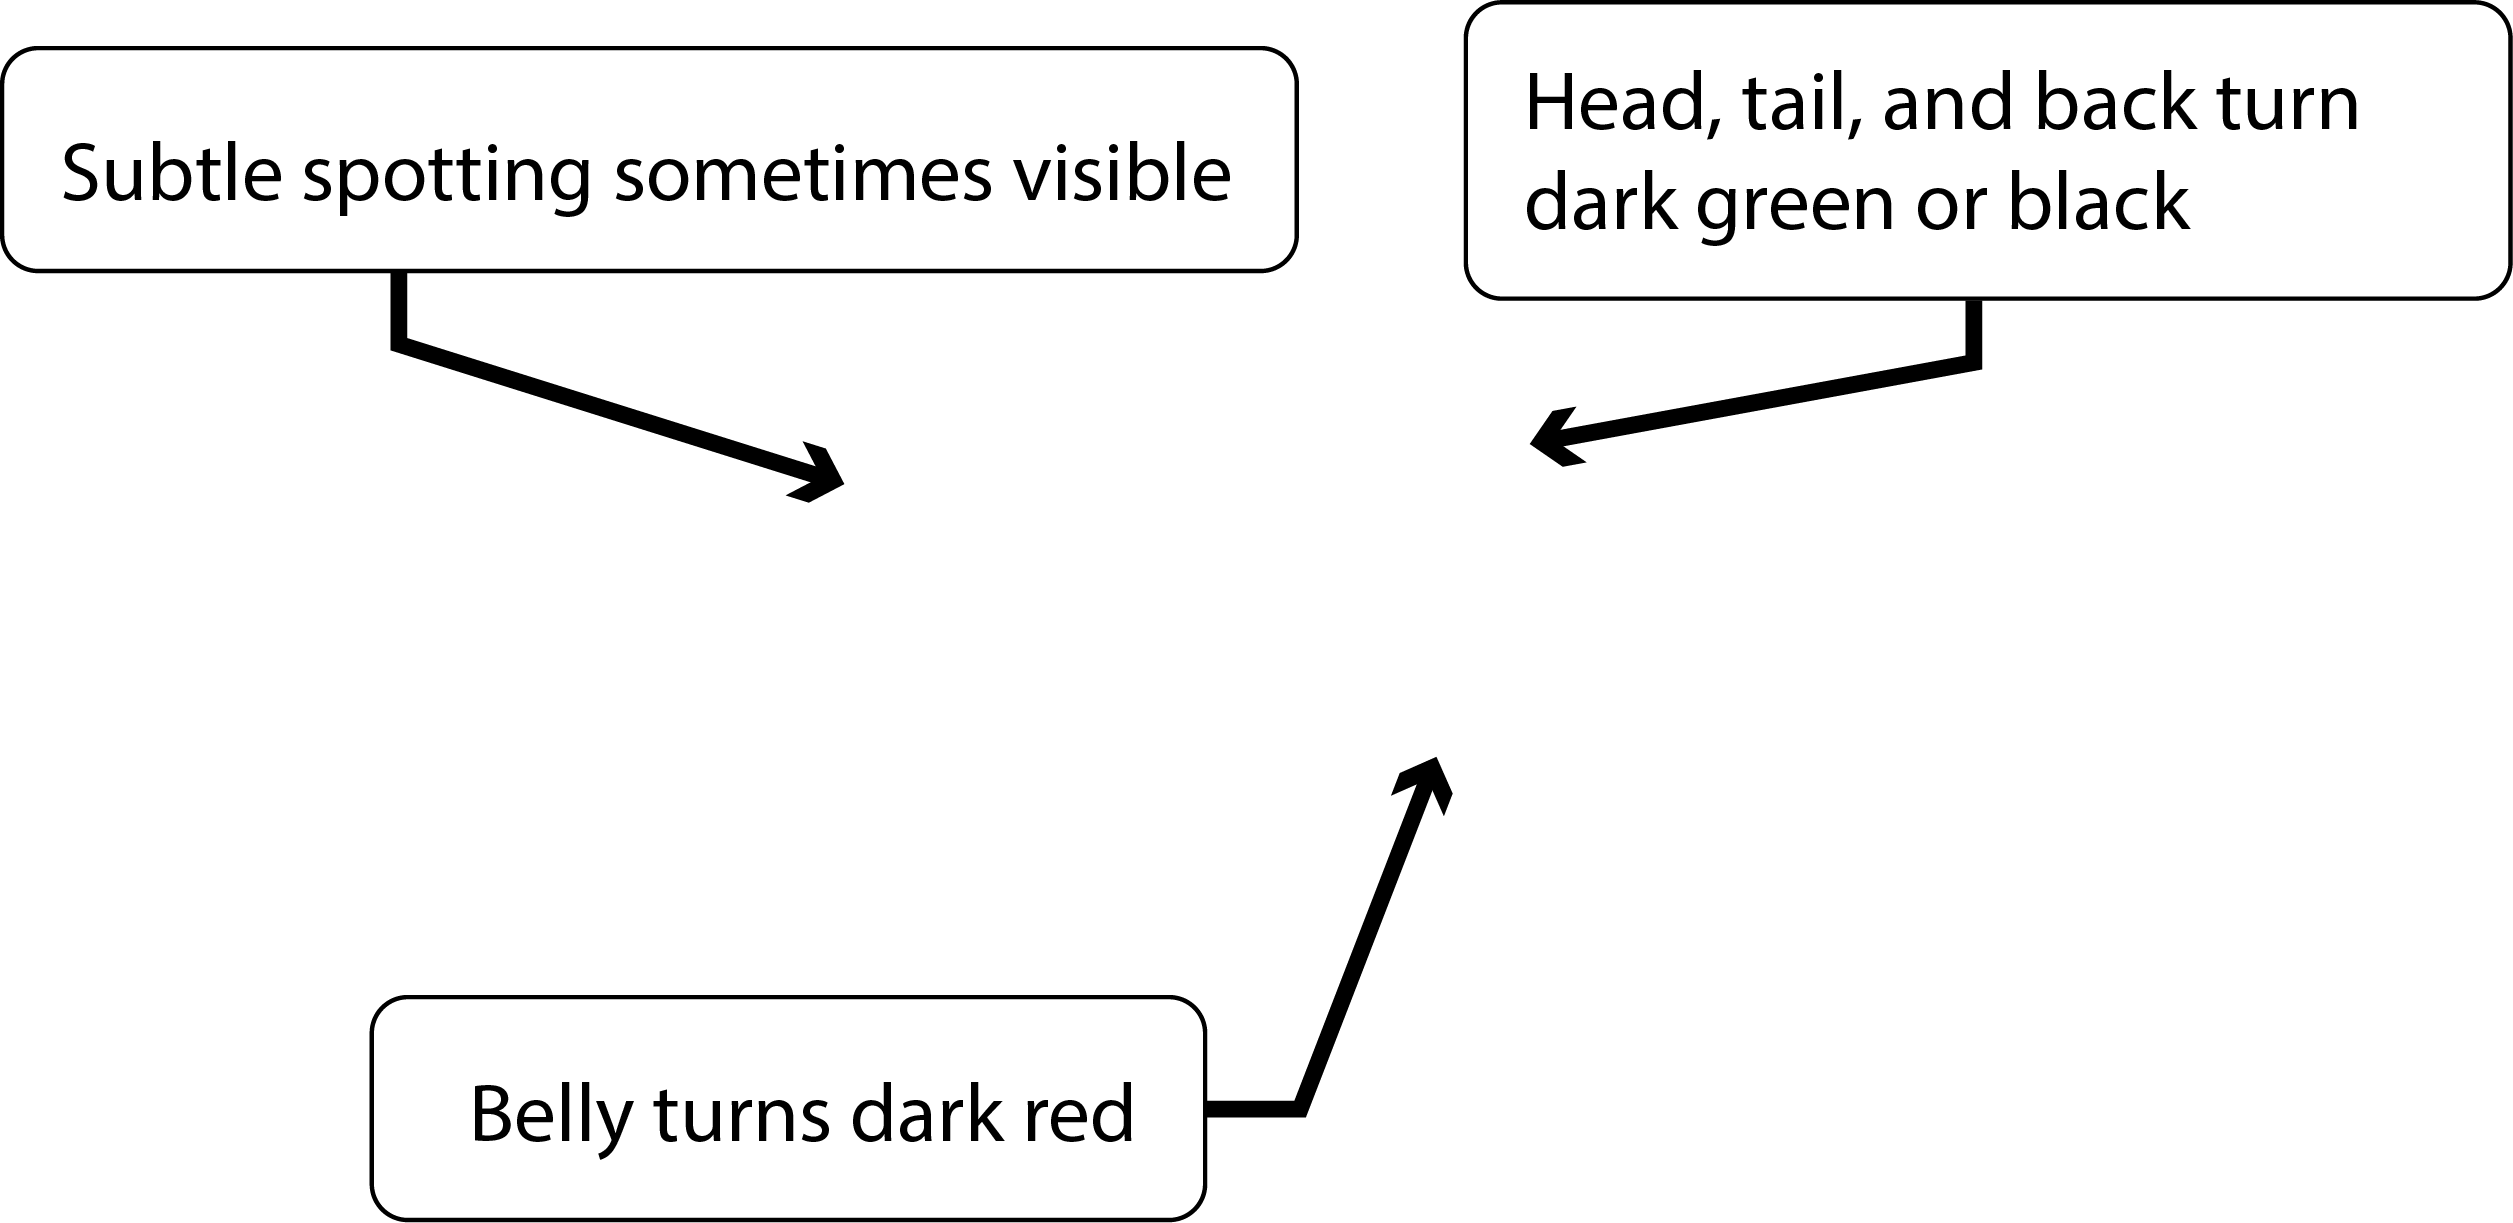 Subtle spotting sometimes visible
Head, tail, and back turn
dark green or black
Belly turns dark red